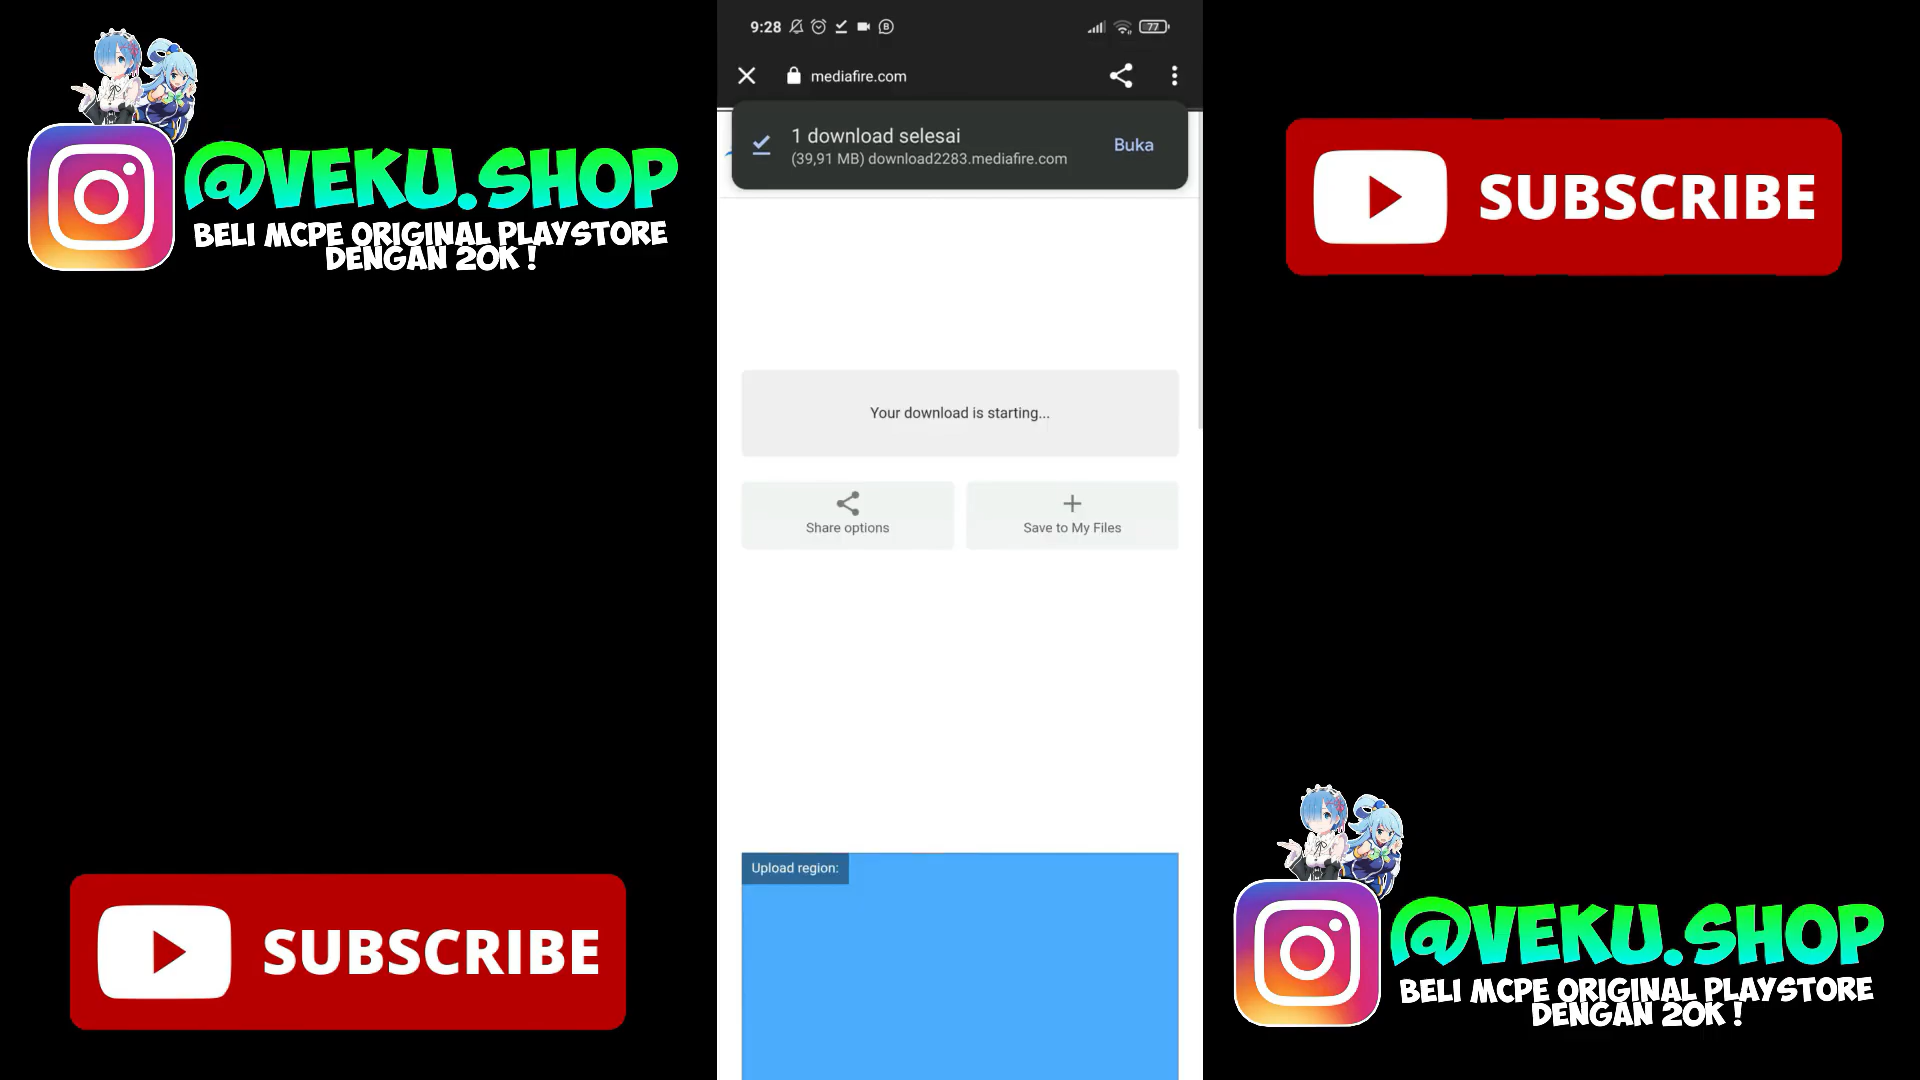 9:28
77
mediafire.com
1 download selesai
(39,91 MB) download2283.mediafire.com
Buka
@VEKU.SHOP
BELI MCPE ORIGINAL PLAYSTORE
DENGAN 20K !
SUBSCRIBE
Your download is starting...
Share options
Save to My Files
Upload region:
SUBSCRIBE
@VEKU.SHOP
BELI MCPE ORIGINAL PLAYSTORE
DENGAN 20K !